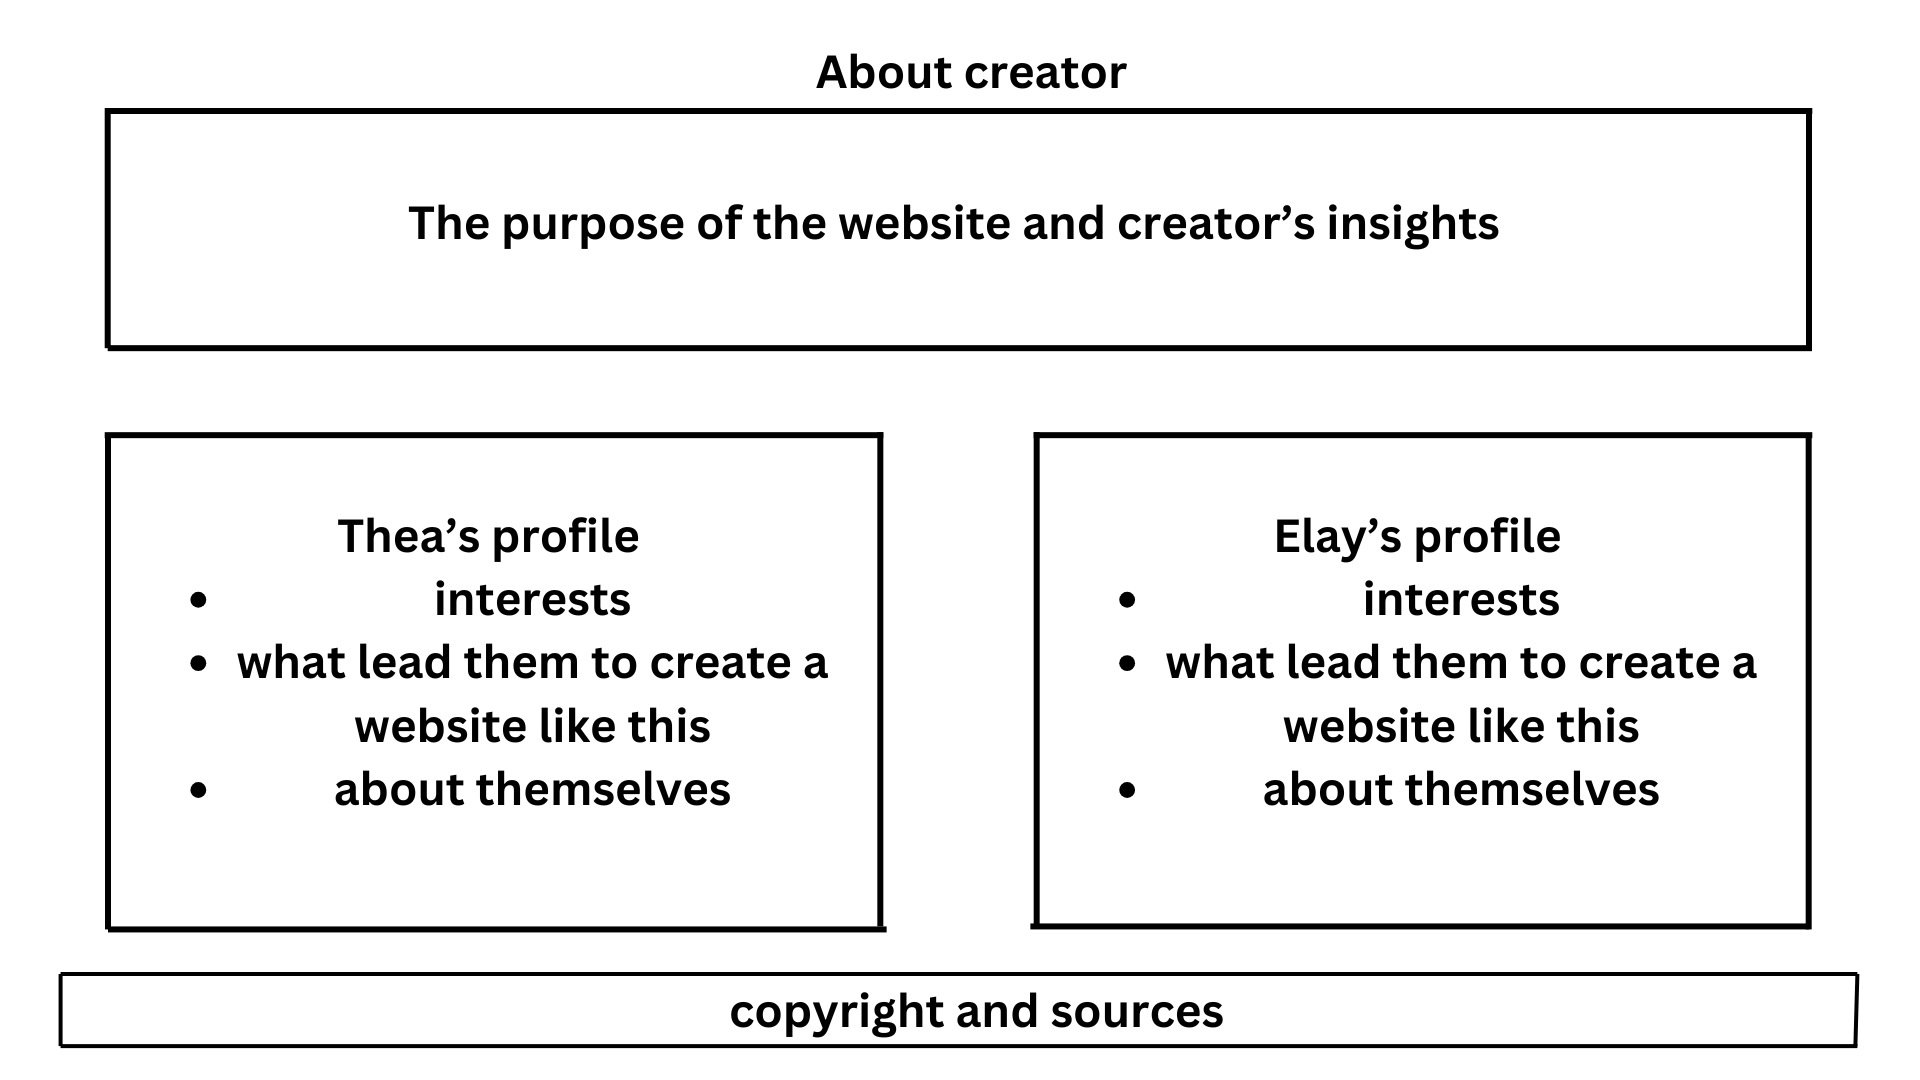 About creator
The purpose of the website and creator’s insights
Thea’s profile
• interests
• what lead them to create a
website like this
• about themselves
Elay’s profile
• interests
• what lead them to create a
website like this
• about themselves
copyright and sources